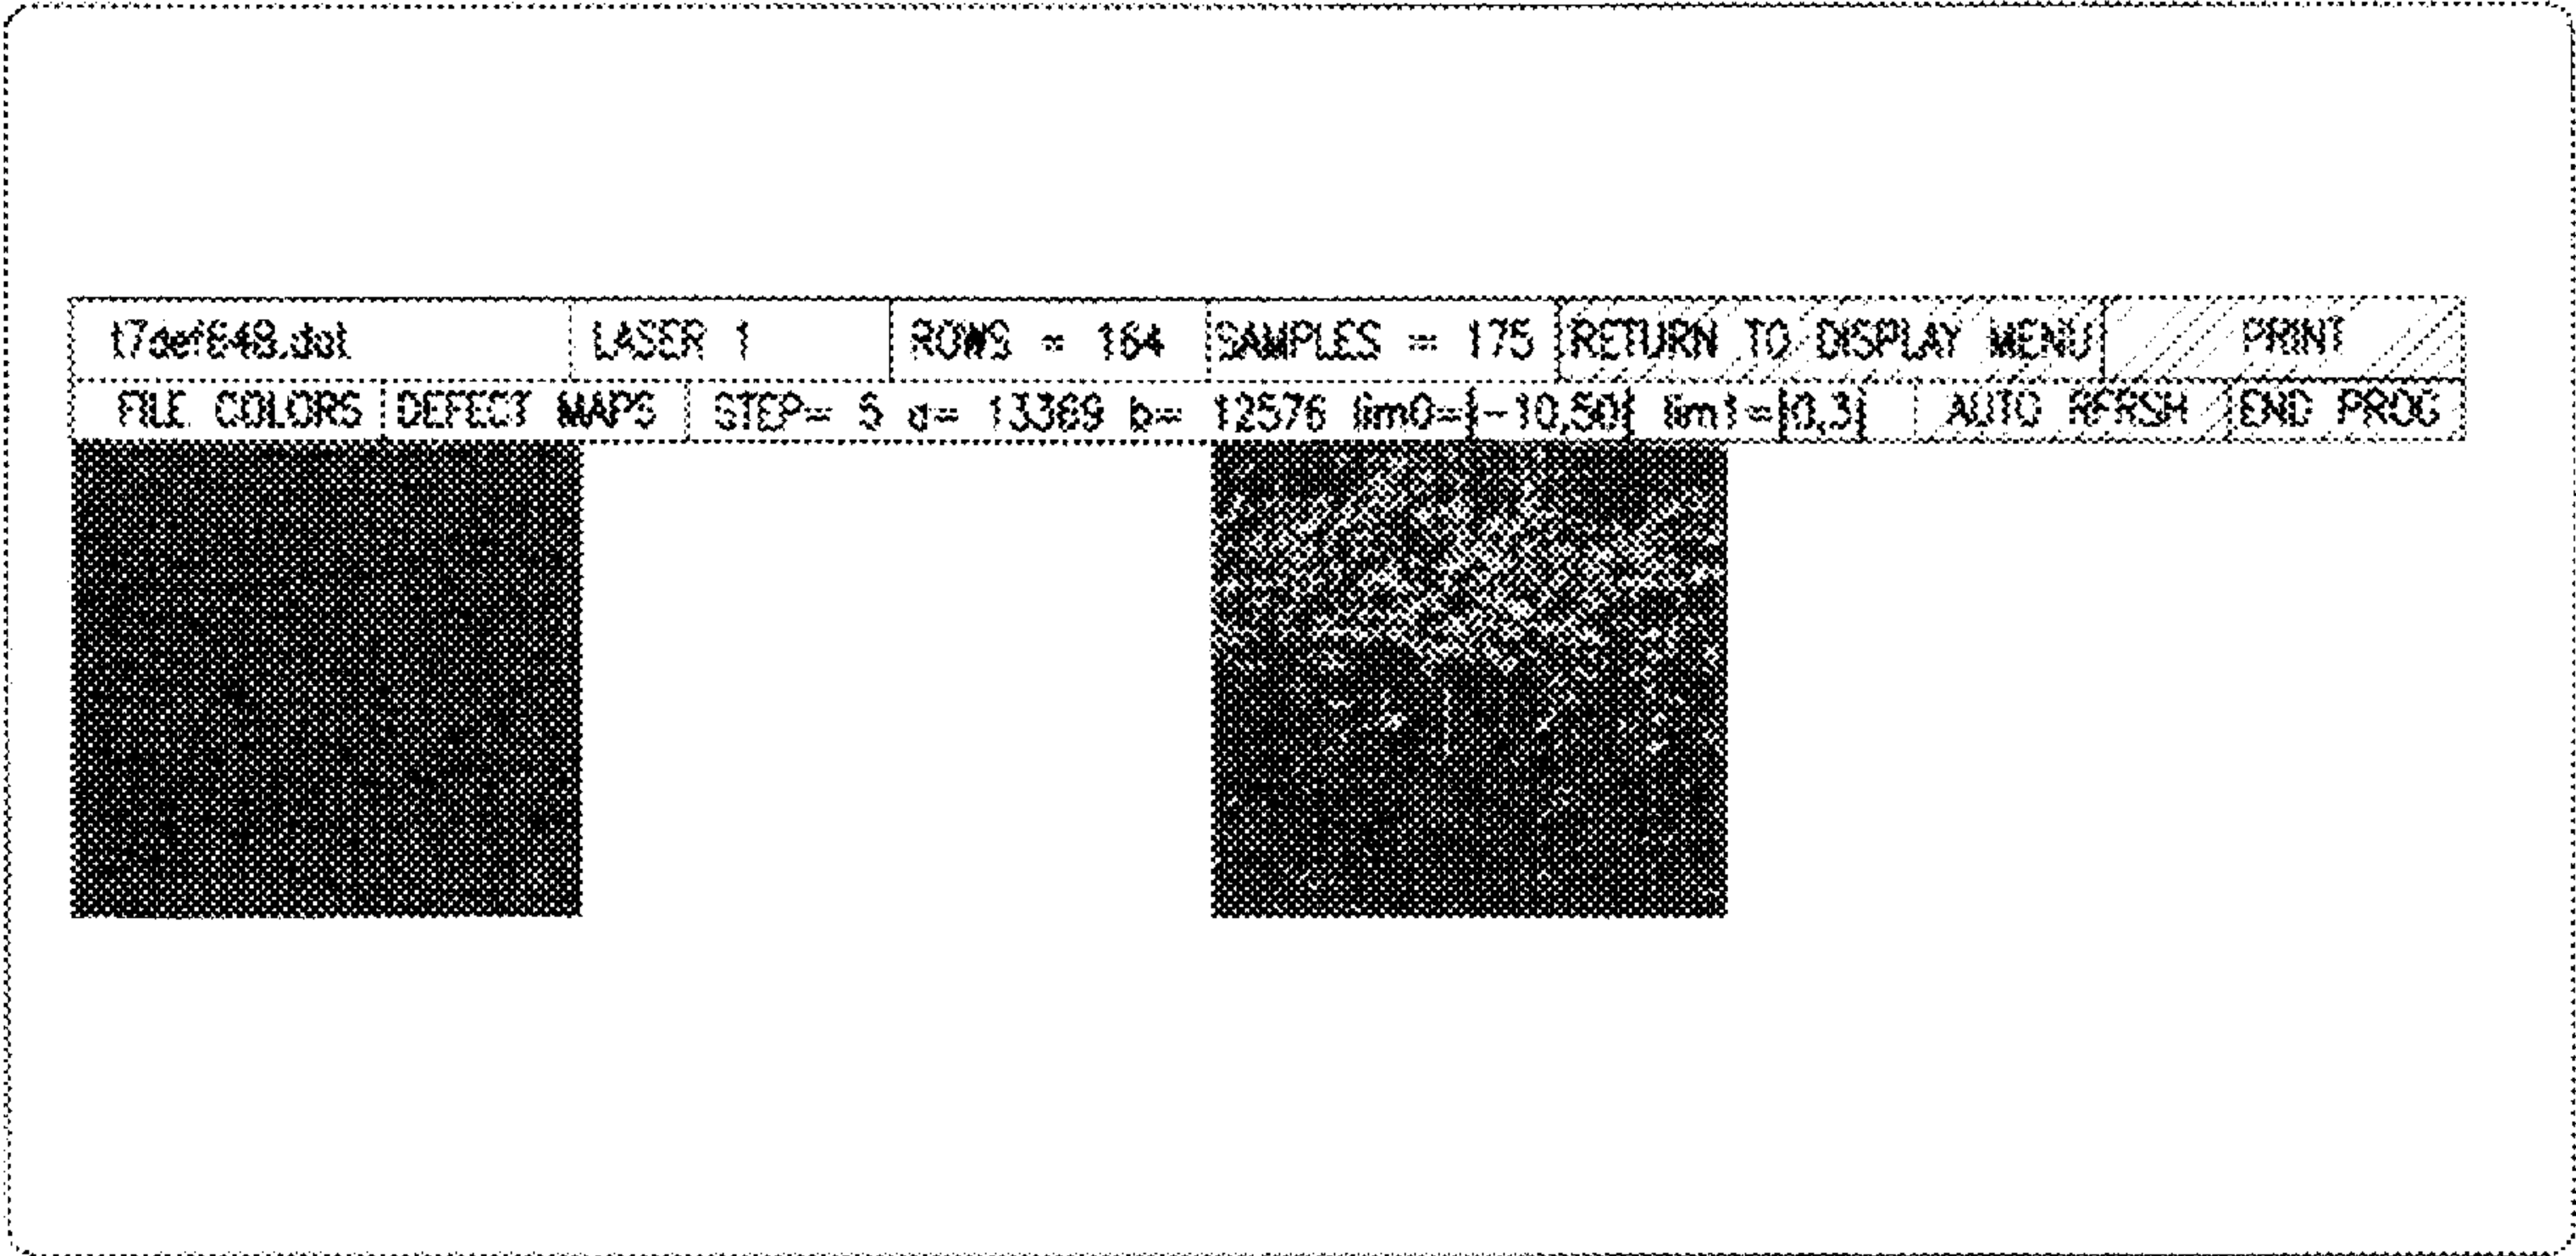 t7def648.dat LASER 1 ROWS = 164 SAMPLES = 175 RETURN TO DISPLAY MENU PRINT
FILE COLORS DEFECT MAPS STEP= 5 a= 13369 b= 12576 lim0=[-10,50] lim1=[0,3] AUTO RFRSH END PROG